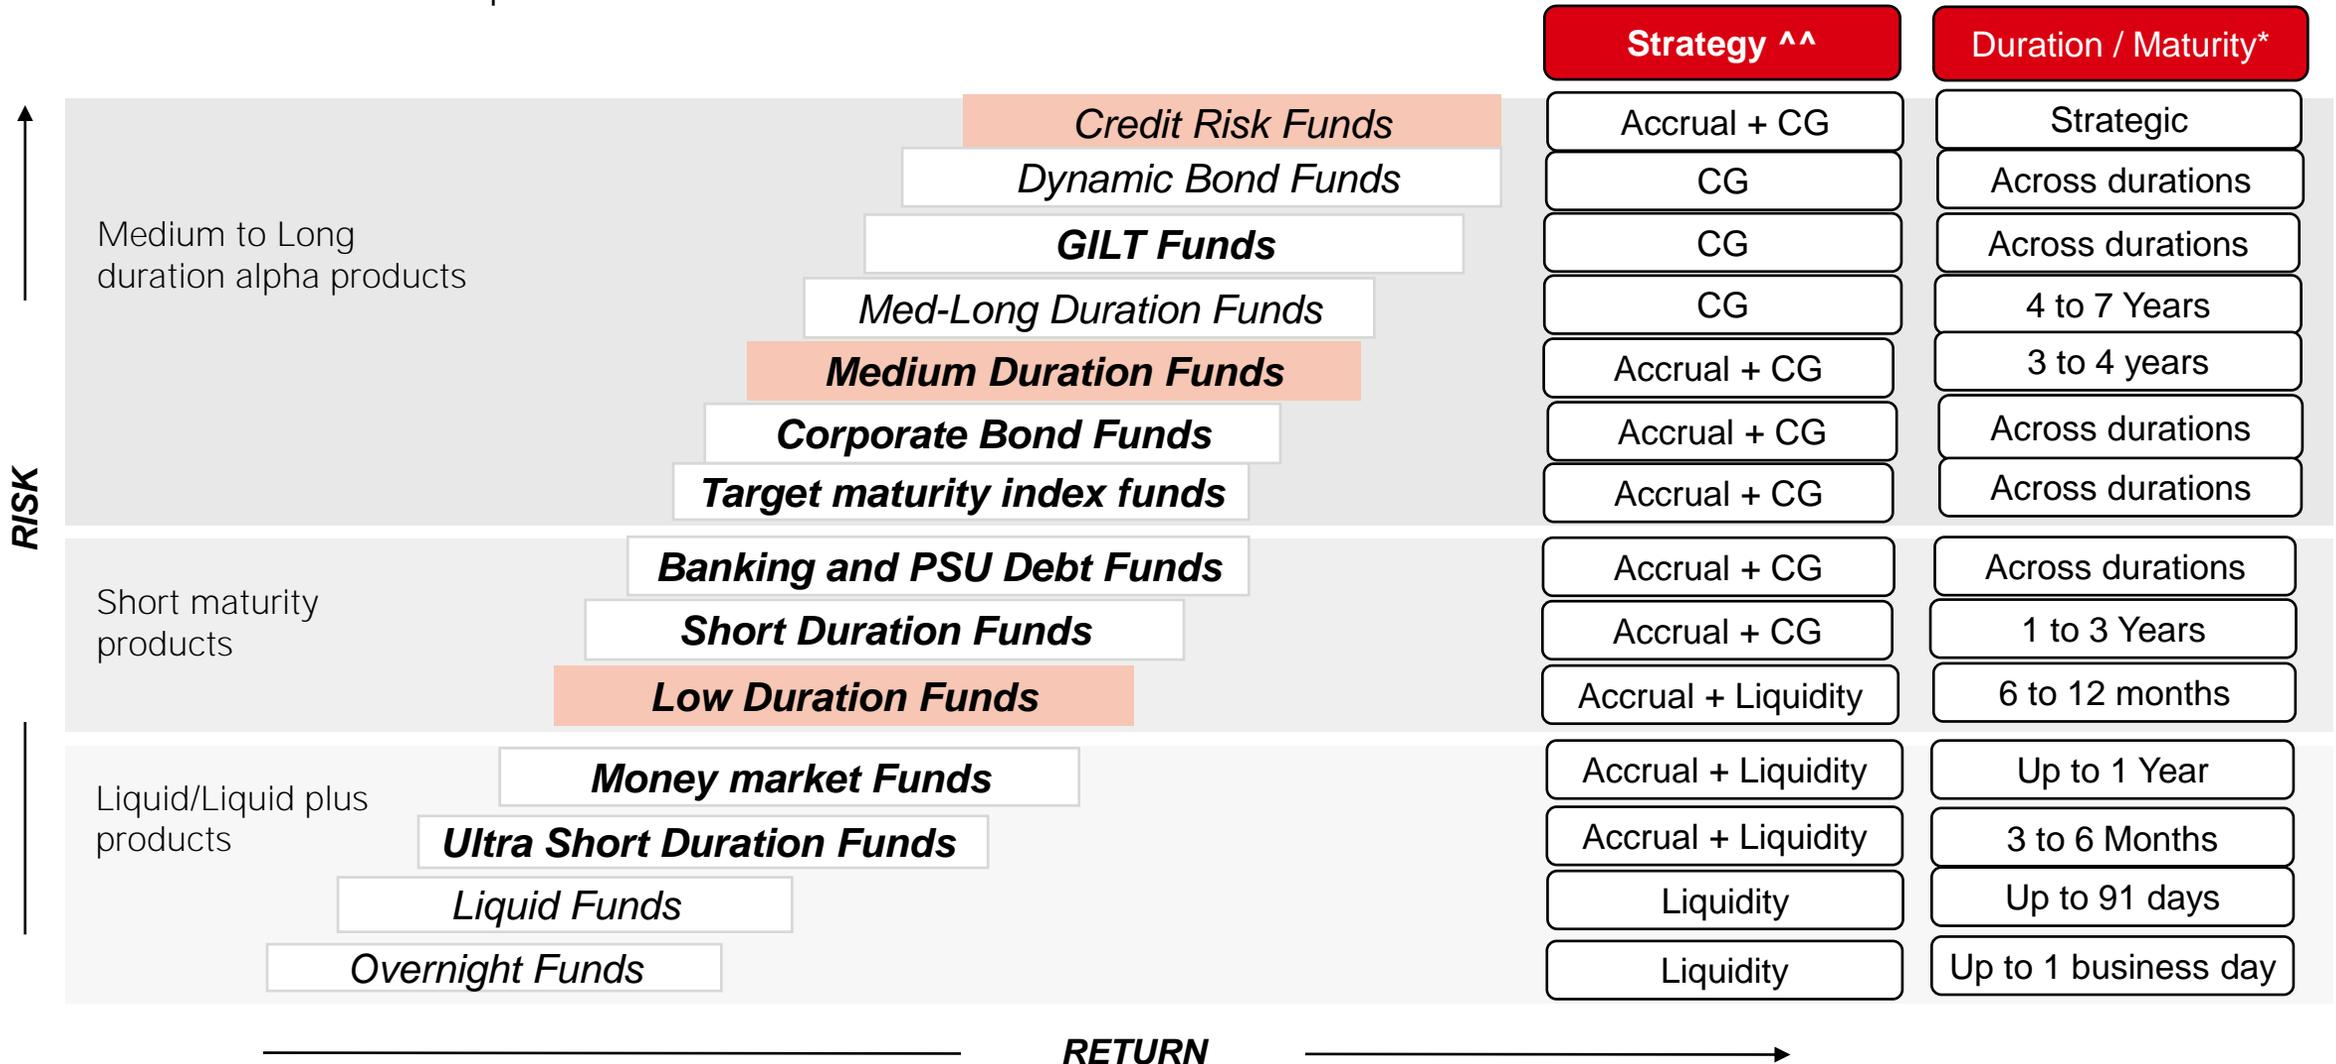 Strategy ^^ Duration / Maturity*
Credit Risk Funds Accrual + CG Strategic
Dynamic Bond Funds CG Across durations
Medium to Long
duration alpha products
GILT Funds CG Across durations
Med-Long Duration Funds CG 4 to 7 Years
Medium Duration Funds Accrual + CG 3 to 4 years
Corporate Bond Funds Accrual + CG Across durations
Target maturity index funds Accrual + CG Across durations
RISK
Banking and PSU Debt Funds Accrual + CG Across durations
Short maturity
products
Short Duration Funds Accrual + CG 1 to 3 Years
Low Duration Funds Accrual + Liquidity 6 to 12 months
Money market Funds Accrual + Liquidity Up to 1 Year
Liquid/Liquid plus
products
Ultra Short Duration Funds Accrual + Liquidity 3 to 6 Months
Liquid Funds Liquidity Up to 91 days
Overnight Funds Liquidity Up to 1 business day
RETURN